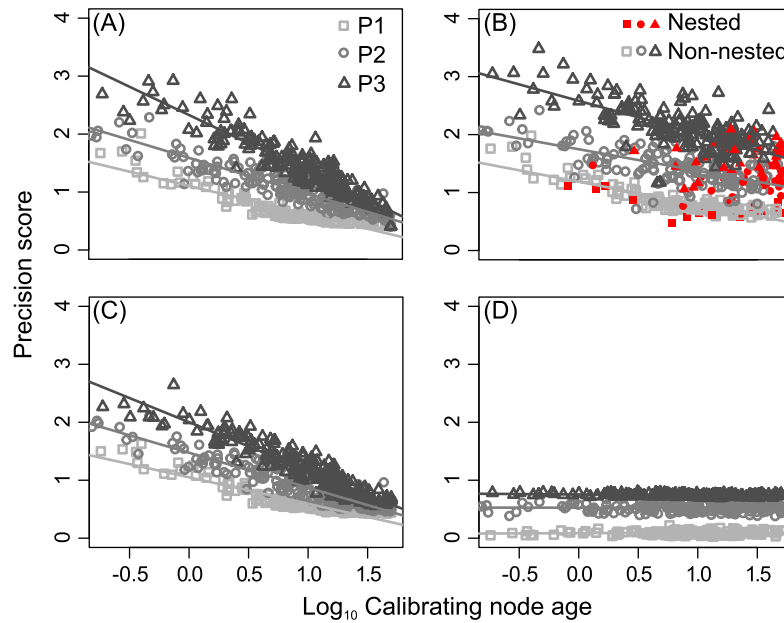 (A)
P1
P2
P3
(B)
Nested
Non-nested
4
3
2
1
0
4
3
2
1
0
Precision score
(C)
(D)
4
3
2
1
0
4
3
2
1
0
-0.5 0.0 0.5 1.0 1.5
-0.5 0.0 0.5 1.0 1.5
Log₁₀ Calibrating node age